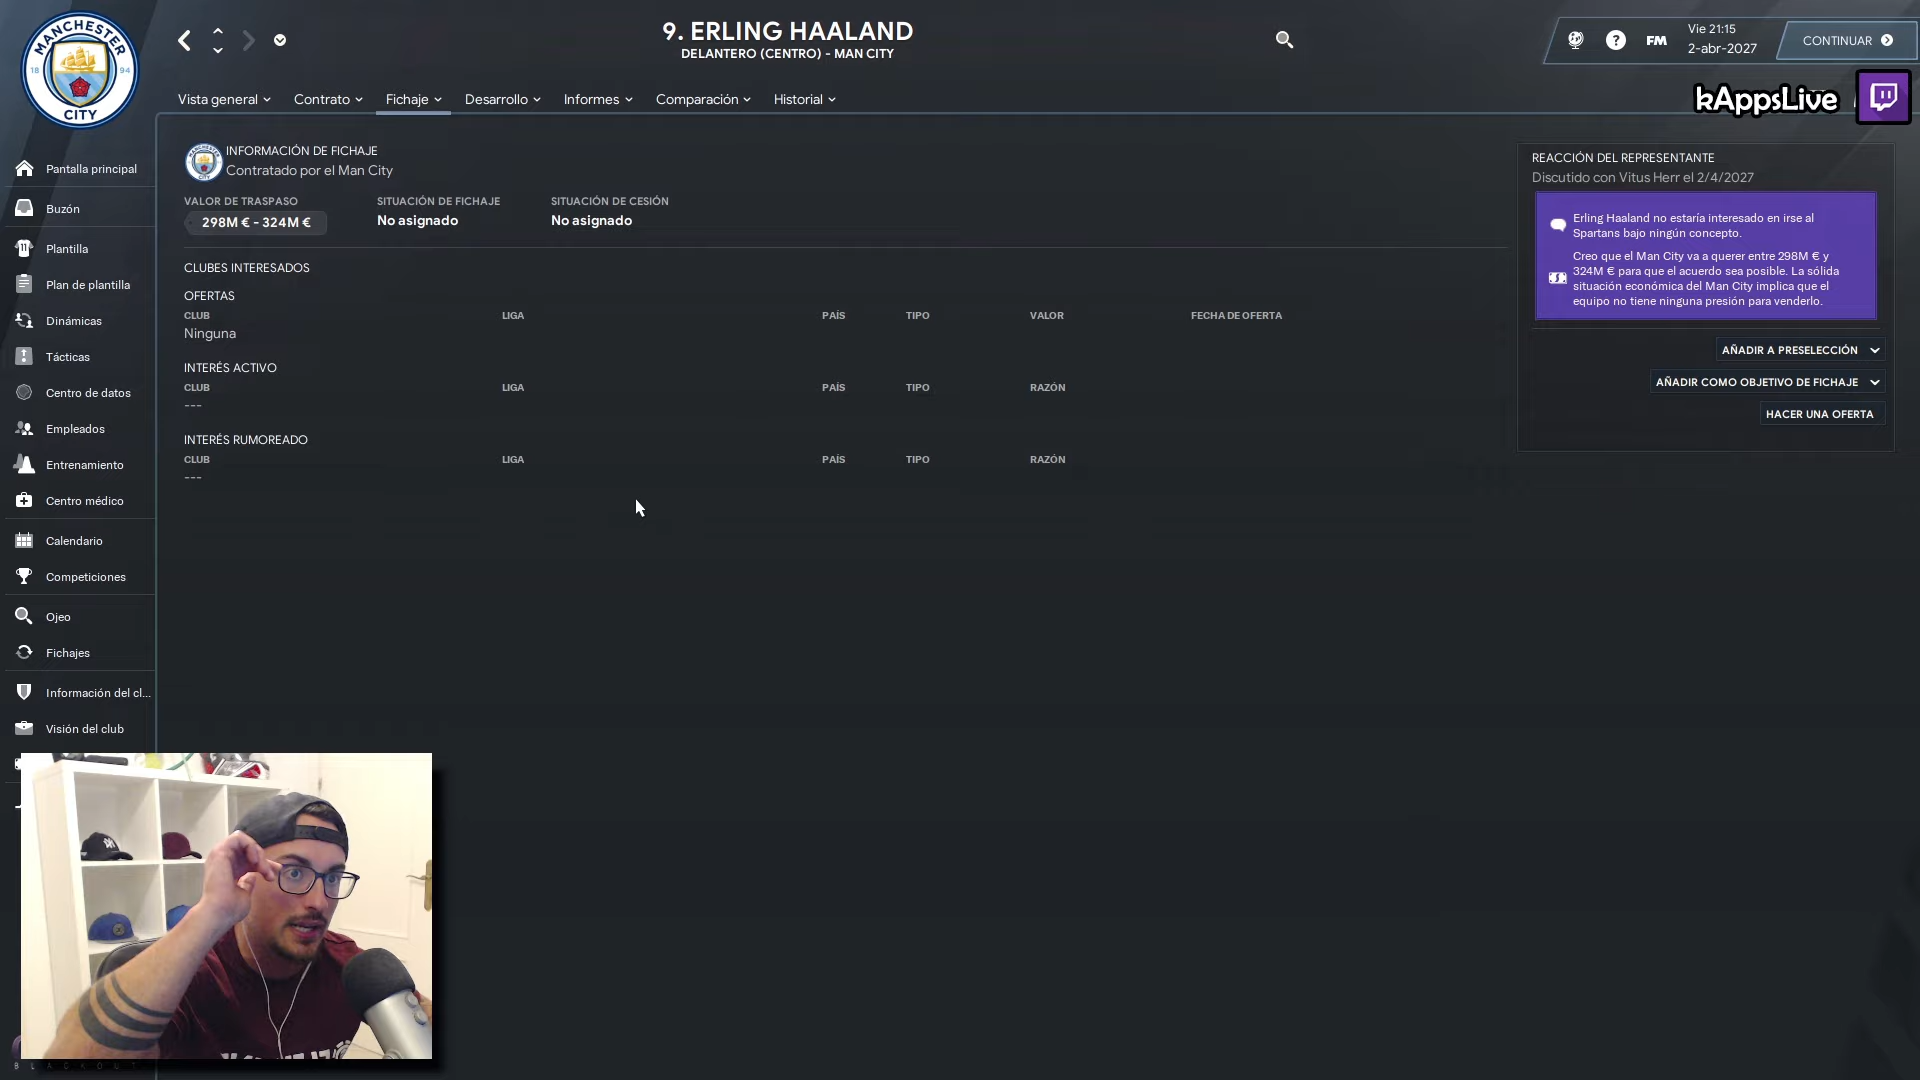 MANCHESTER
18 94
CITY
9. ERLING HAALAND
DELANTERO (CENTRO) - MAN CITY
?
FM
Vie 21:15
2-abr-2027
CONTINUAR
kAppsLive
Vista general
Contrato
Fichaje
Desarrollo
Informes
Comparación
Historial
Pantalla principal
Buzón
Plantilla
Plan de plantilla
Dinámicas
Tácticas
Centro de datos
Empleados
Entrenamiento
Centro médico
Calendario
Competiciones
Ojeo
Fichajes
Información del cl...
Visión del club
INFORMACIÓN DE FICHAJE
Contratado por el Man City
VALOR DE TRASPASO
298M € - 324M €
SITUACIÓN DE FICHAJE
No asignado
SITUACIÓN DE CESIÓN
No asignado
CLUBES INTERESADOS
OFERTAS
CLUB LIGA PAÍS TIPO VALOR FECHA DE OFERTA
Ninguna
INTERÉS ACTIVO
CLUB LIGA PAÍS TIPO RAZÓN
---
INTERÉS RUMOREADO
CLUB LIGA PAÍS TIPO RAZÓN
---
REACCIÓN DEL REPRESENTANTE
Discutido con Vitus Herr el 2/4/2027
Erling Haaland no estaría interesado en irse al
Spartans bajo ningún concepto.
Creo que el Man City va a querer entre 298M € y
324M € para que el acuerdo sea posible. La sólida
situación económica del Man City implica que el
equipo no tiene ninguna presión para venderlo.
AÑADIR A PRESELECCIÓN
AÑADIR COMO OBJETIVO DE FICHAJE
HACER UNA OFERTA
BLACKOUT